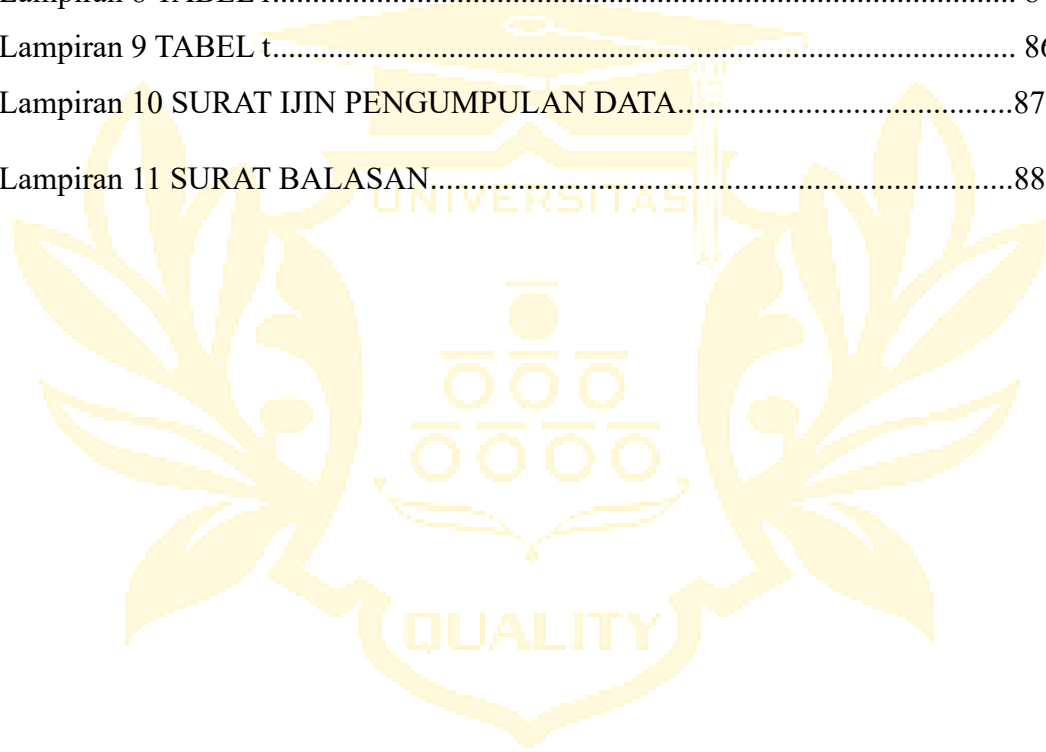 Lampiran 9 TABEL t.................................................................................................. 86
Lampiran 10 SURAT IJIN PENGUMPULAN DATA...........................................87
Lampiran 11 SURAT BALASAN..........................................................................88
UNIVERSITAS
QUALITY